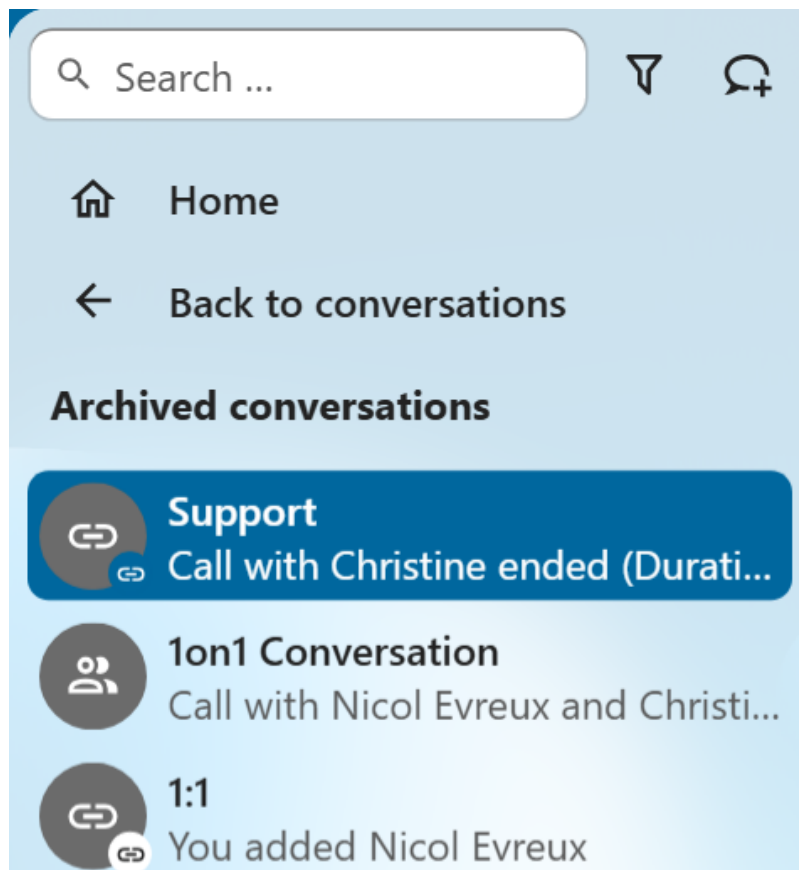 Search ...
Home
Back to conversations
Archived conversations
Support
Call with Christine ended (Durati...
1on1 Conversation
Call with Nicol Evreux and Christi...
1:1
You added Nicol Evreux